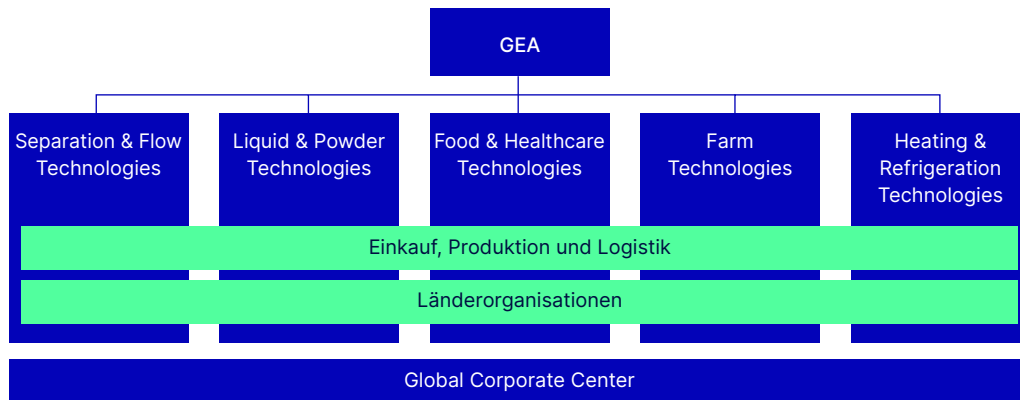 GEA
Separation & Flow
Technologies
Liquid & Powder
Technologies
Food & Healthcare
Technologies
Farm
Technologies
Heating &
Refrigeration
Technologies
Einkauf, Produktion und Logistik
Länderorganisationen
Global Corporate Center